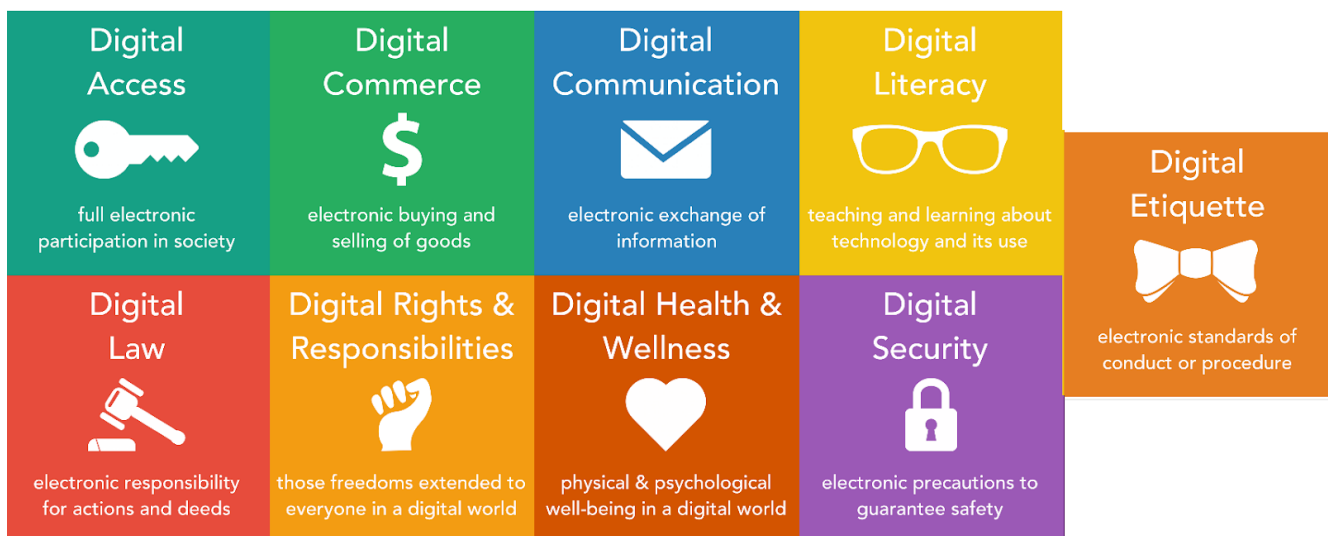 Digital
Access
full electronic
participation in society
Digital
Commerce
electronic buying and
selling of goods
Digital
Communication
electronic exchange of
information
Digital
Literacy
teaching and learning about
technology and its use
Digital
Etiquette
electronic standards of
conduct or procedure
Digital
Law
electronic responsibility
for actions and deeds
Digital Rights &
Responsibilities
those freedoms extended to
everyone in a digital world
Digital Health &
Wellness
physical & psychological
well-being in a digital world
Digital
Security
electronic precautions to
guarantee safety